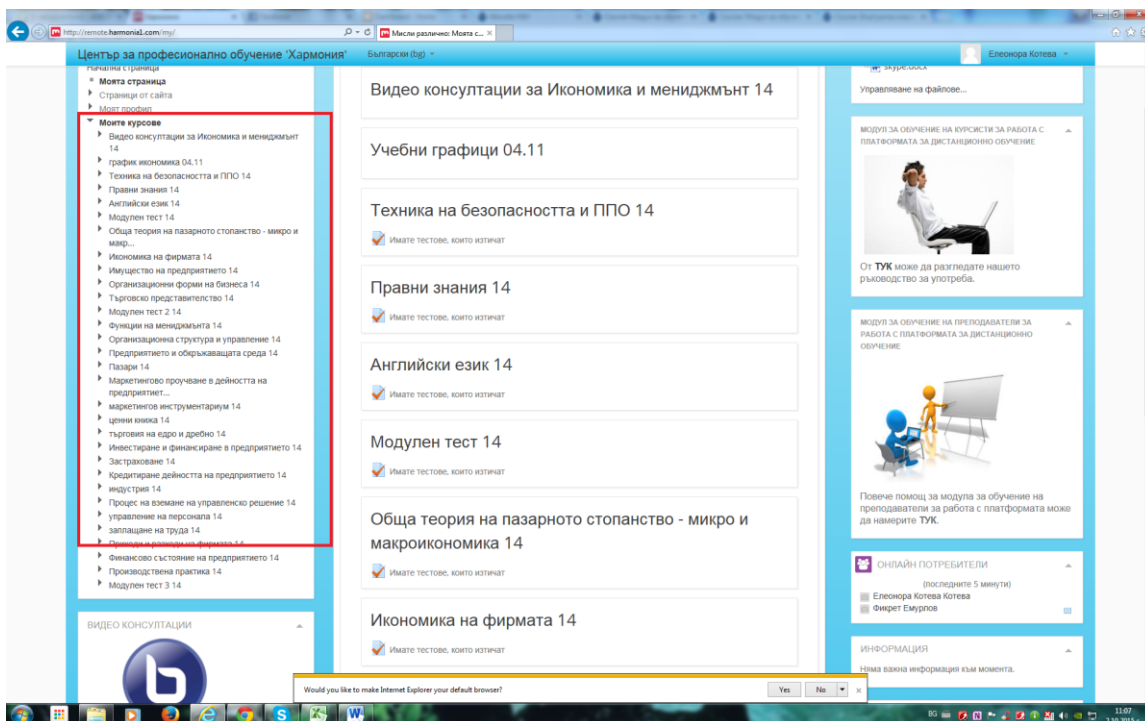 http://remote.harmonia1.com/my/
Мисли различно: Моята с...
Център за професионално обучение 'Хармония'
Български (bg)
Елеонора Котева
Начална страница
Моята страница
Страници от сайта
Моят профил
Моите курсове
Видео консултации за Икономика и мениджмънт
14
график икономика 04.11
Техника на безопасността и ППО 14
Правни знания 14
Английски език 14
Модулен тест 14
Обща теория на пазарното стопанство - микро и
макр...
Икономика на фирмата 14
Имущество на предприятието 14
Организационни форми на бизнеса 14
Търговско представителство 14
Модулен тест 2 14
Функции на мениджмънта 14
Организационна структура и управление 14
Предприятието и обкръжаващата среда 14
Пазари 14
Маркетингово проучване в дейността на
предприятиет...
маркетингов инструментариум 14
ценни книжа 14
търговия на едро и дребно 14
Инвестиране и финансиране в предприятието 14
Застраховане 14
Кредитиране дейността на предприятието 14
индустрия 14
Процес на вземане на управленско решение 14
управление на персонала 14
заплащане на труда 14
Приходи и разходи на фирмата 14
Финансово състояние на предприятието 14
Производствена практика 14
Модулен тест 3 14
ВИДЕО КОНСУЛТАЦИИ
Видео консултации за Икономика и мениджмънт 14
Учебни графици 04.11
Техника на безопасността и ППО 14
Имате тестове, които изтичат
Правни знания 14
Имате тестове, които изтичат
Английски език 14
Имате тестове, които изтичат
Модулен тест 14
Имате тестове, които изтичат
Обща теория на пазарното стопанство - микро и
макроикономика 14
Имате тестове, които изтичат
Икономика на фирмата 14
Имате тестове, които изтичат
skype.docx
Управляване на файлове...
МОДУЛ ЗА ОБУЧЕНИЕ НА КУРСИСТИ ЗА РАБОТА С
ПЛАТФОРМАТА ЗА ДИСТАНЦИОННО ОБУЧЕНИЕ
От ТУК може да разгледате нашето
ръководство за употреба.
МОДУЛ ЗА ОБУЧЕНИЕ НА ПРЕПОДАВАТЕЛИ ЗА
РАБОТА С ПЛАТФОРМАТА ЗА ДИСТАНЦИОННО
ОБУЧЕНИЕ
Повече помощ за модула за обучение на
преподаватели за работа с платформата може
да намерите ТУК.
ОНЛАЙН ПОТРЕБИТЕЛИ
(последните 5 минути)
Елеонора Котева Котева
Фикрет Емурлов
ИНФОРМАЦИЯ
Няма важна информация към момента.
Would you like to make Internet Explorer your default browser?
Yes
No
BG
11:07
2.10.2015